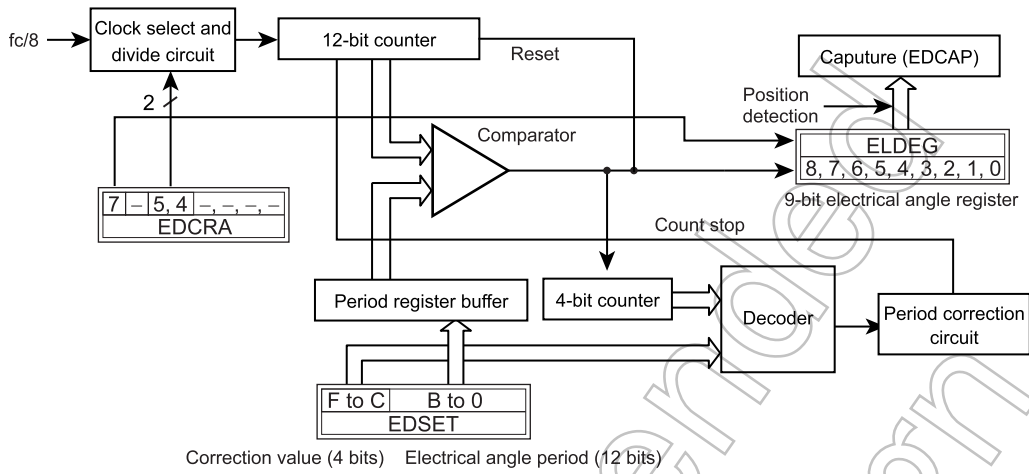 fc/8
Clock select and
divide circuit
12-bit counter
Reset
Caputure (EDCAP)
2
Position
detection
Comparator
ELDEG
8, 7, 6, 5, 4, 3, 2, 1, 0
9-bit electrical angle register
7 – 5, 4 –, –, –, –
EDCRA
Count stop
Period register buffer
4-bit counter
Decoder
Period correction
circuit
F to C B to 0
EDSET
Correction value (4 bits) Electrical angle period (12 bits)